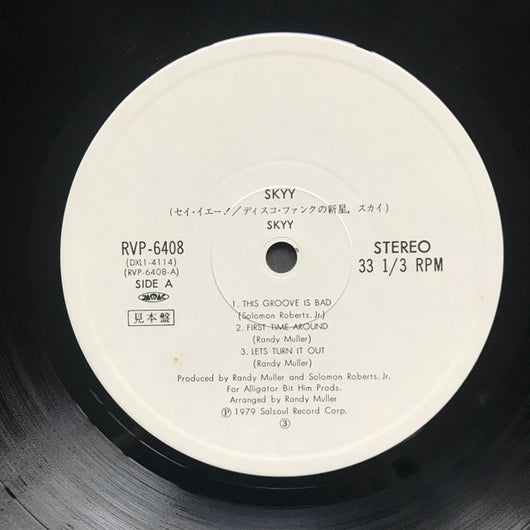 SKYY
(セイ・イエー!/ディスコ・ファンクの新星,スカイ)
SKYY
RVP-6408
(DXL1-4114)
(RVP-6408-A)
SIDE A
STEREO
33 1/3 RPM
見本盤
1. THIS GROOVE IS BAD
(Solomon Roberts, Jr.)
2. FIRST TIME AROUND
(Randy Muller)
3. LETS TURN IT OUT
(Randy Muller)
Produced by Randy Muller and Solomon Roberts, Jr.
For Alligator Bit Him Prods.
Arranged by Randy Muller
Ⓟ 1979 Salsoul Record Corp.
③